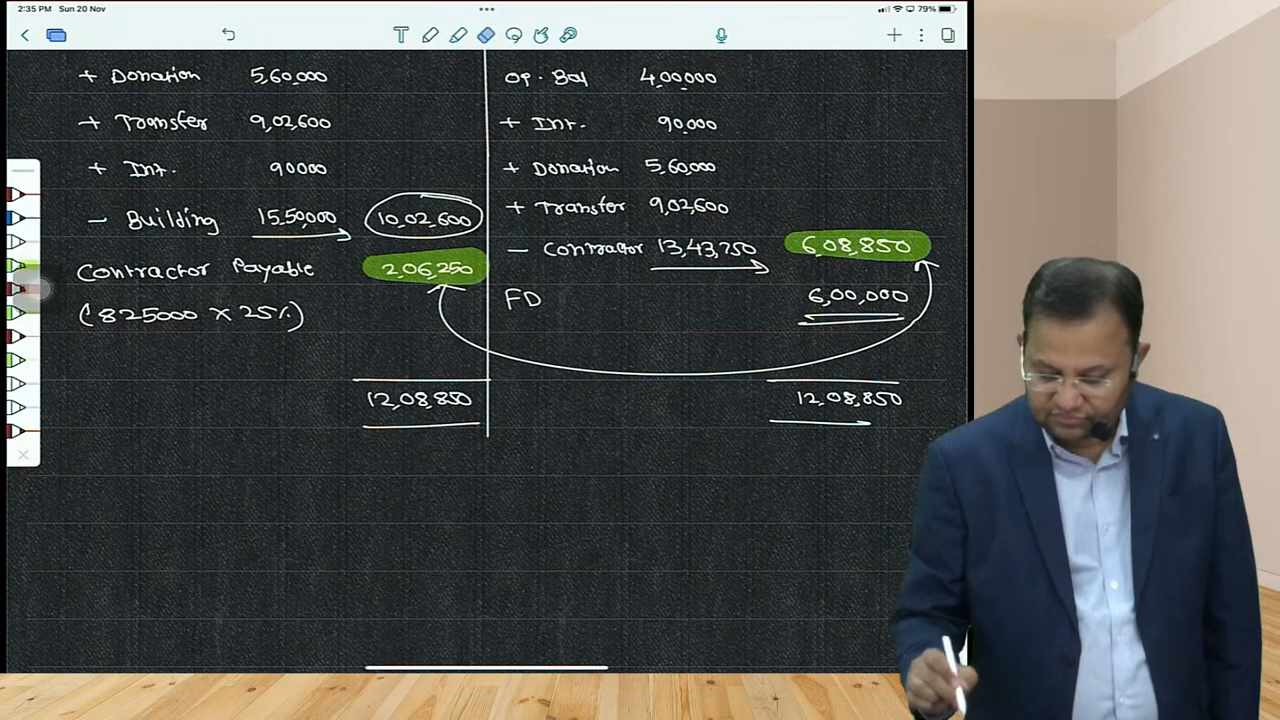 2:35 PM Sun 20 Nov
79%
+ Donation 5,60,000
+ Transfer 9,02,600
+ Int. 90000
- Building 15,50,000 10,02,600
Contractor Payable 2,06,250
(825000 x 25%)
12,08,850
Op. Bal 4,00,000
+ Int. 90,000
+ Donation 5,60,000
+ Transfer 9,02,600
- Contractor 13,43,750 6,08,850
FD 6,00,000
12,08,850